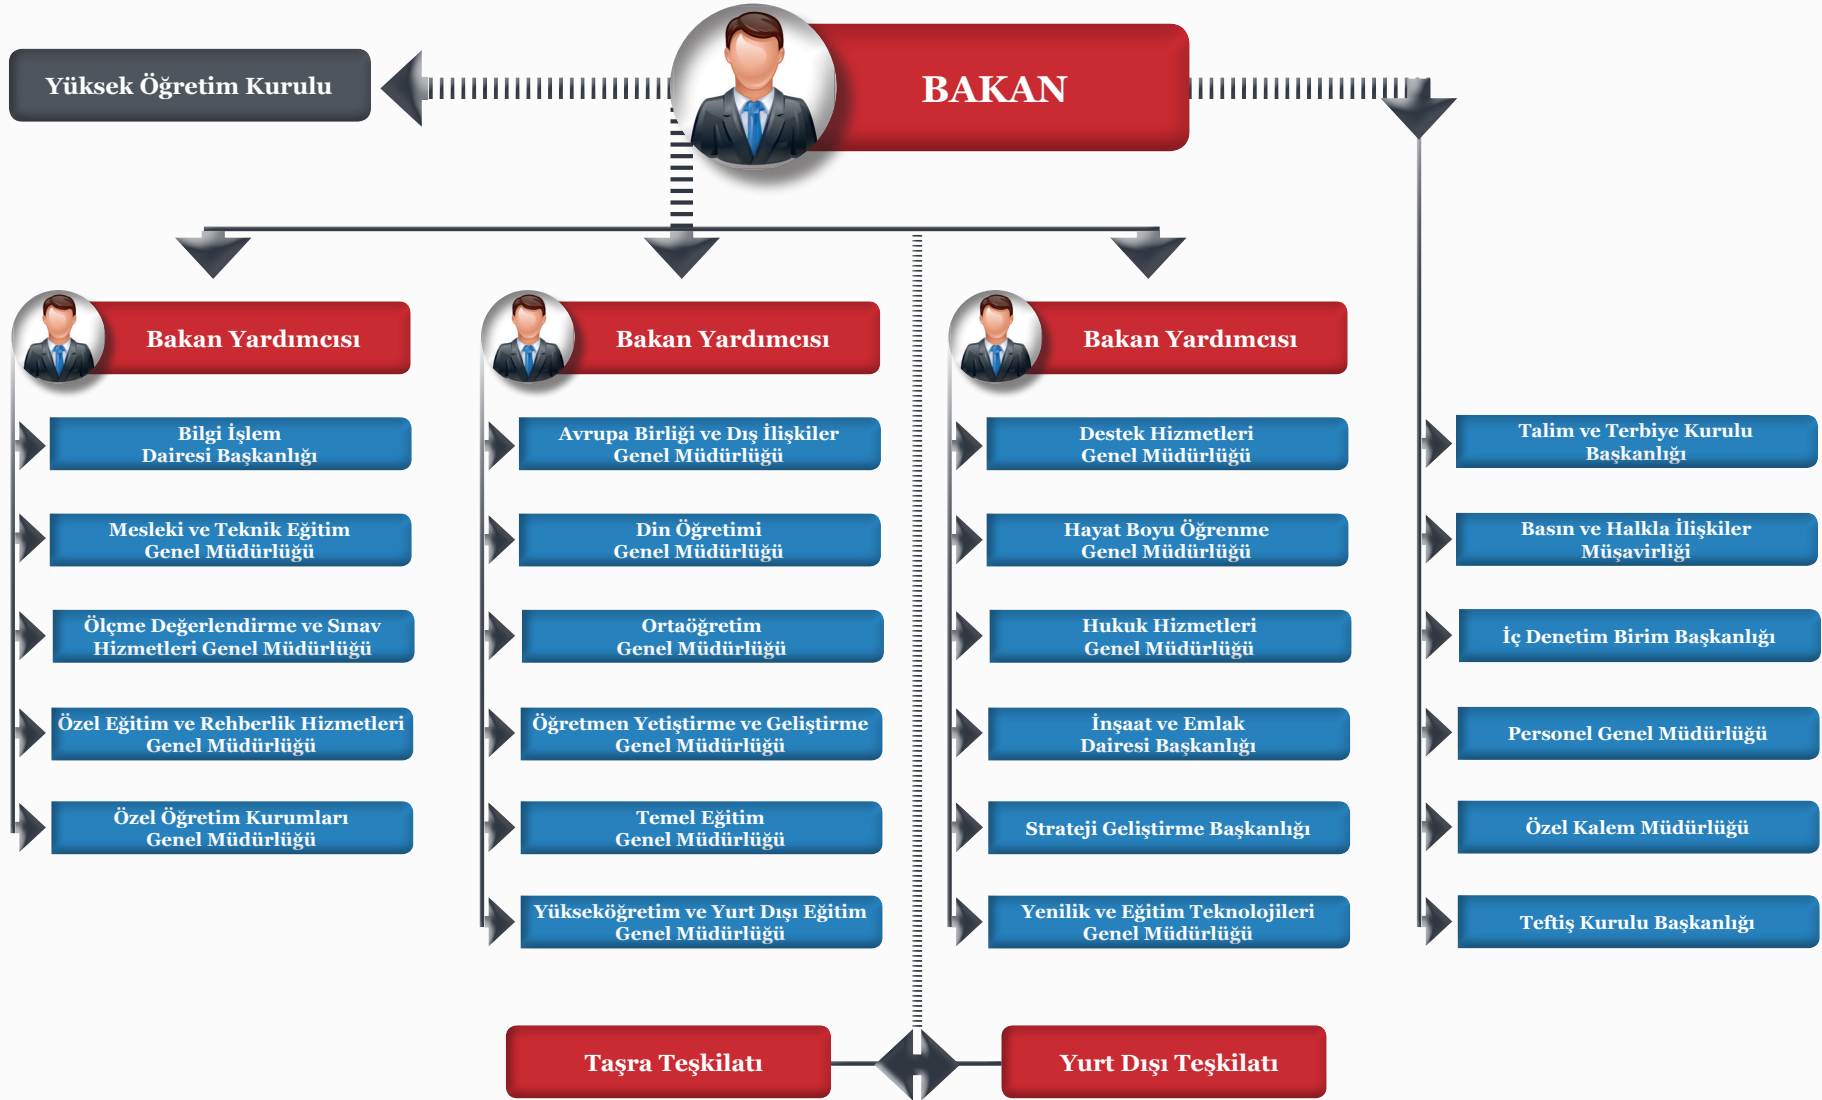 Yüksek Öğretim Kurulu
BAKAN
Bakan Yardımcısı
Bilgi İşlem
Dairesi Başkanlığı
Mesleki ve Teknik Eğitim
Genel Müdürlüğü
Ölçme Değerlendirme ve Sınav
Hizmetleri Genel Müdürlüğü
Özel Eğitim ve Rehberlik Hizmetleri
Genel Müdürlüğü
Özel Öğretim Kurumları
Genel Müdürlüğü
Bakan Yardımcısı
Avrupa Birliği ve Dış İlişkiler
Genel Müdürlüğü
Din Öğretimi
Genel Müdürlüğü
Ortaöğretim
Genel Müdürlüğü
Öğretmen Yetiştirme ve Geliştirme
Genel Müdürlüğü
Temel Eğitim
Genel Müdürlüğü
Yükseköğretim ve Yurt Dışı Eğitim
Genel Müdürlüğü
Bakan Yardımcısı
Destek Hizmetleri
Genel Müdürlüğü
Hayat Boyu Öğrenme
Genel Müdürlüğü
Hukuk Hizmetleri
Genel Müdürlüğü
İnşaat ve Emlak
Dairesi Başkanlığı
Strateji Geliştirme Başkanlığı
Yenilik ve Eğitim Teknolojileri
Genel Müdürlüğü
Talim ve Terbiye Kurulu
Başkanlığı
Basın ve Halkla İlişkiler
Müşavirliği
İç Denetim Birim Başkanlığı
Personel Genel Müdürlüğü
Özel Kalem Müdürlüğü
Teftiş Kurulu Başkanlığı
Taşra Teşkilatı
Yurt Dışı Teşkilatı